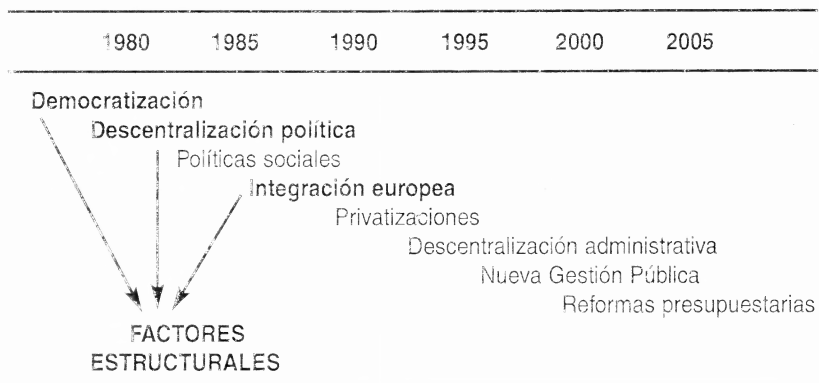 1980 1985 1990 1995 2000 2005
Democratización
Descentralización política
Políticas sociales
Integración europea
Privatizaciones
Descentralización administrativa
Nueva Gestión Pública
Reformas presupuestarias
FACTORES
ESTRUCTURALES